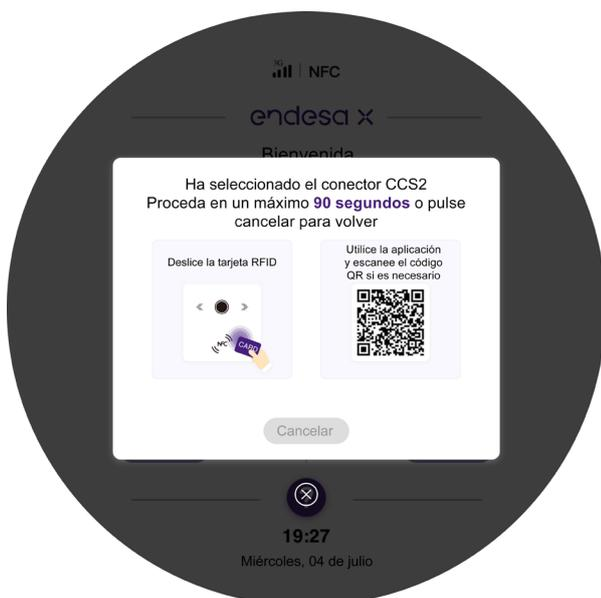 3G
NFC
endesa x
Bienvenida
Ha seleccionado el conector CCS2
Proceda en un máximo 90 segundos o pulse
cancelar para volver
Deslice la tarjeta RFID
NFC
CARD
Utilice la aplicación
y escanee el código
QR si es necesario
Cancelar
19:27
Miércoles, 04 de julio